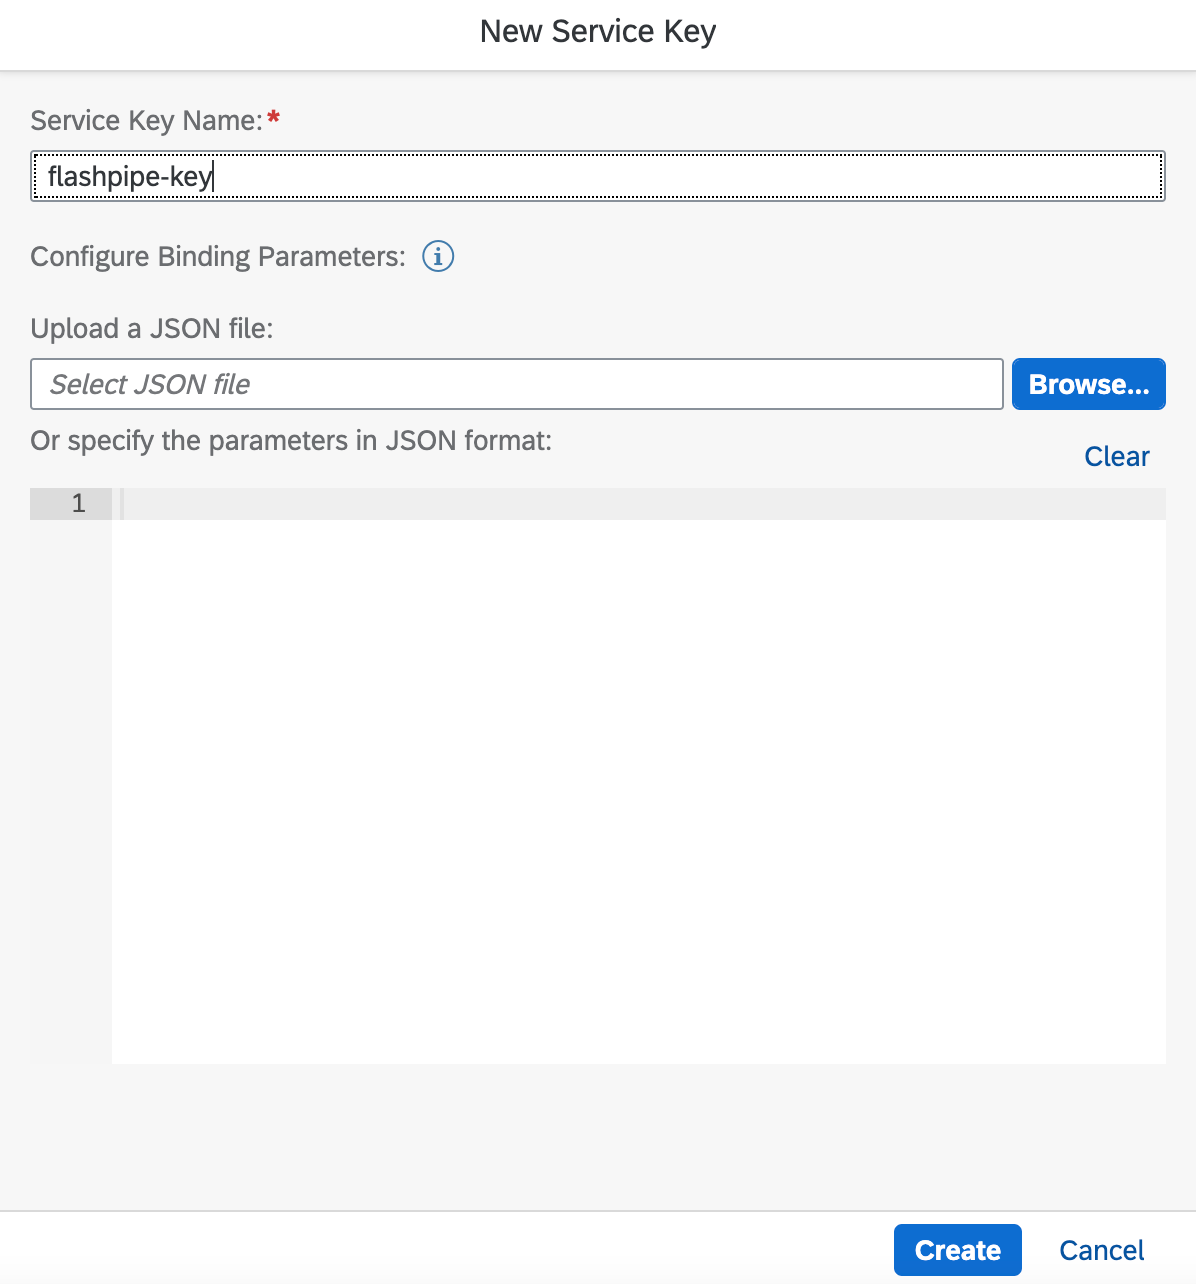 New Service Key
Service Key Name:*
flashpipe-key
Configure Binding Parameters:
Upload a JSON file:
Select JSON file
Browse...
Or specify the parameters in JSON format:
Clear
1
Create
Cancel